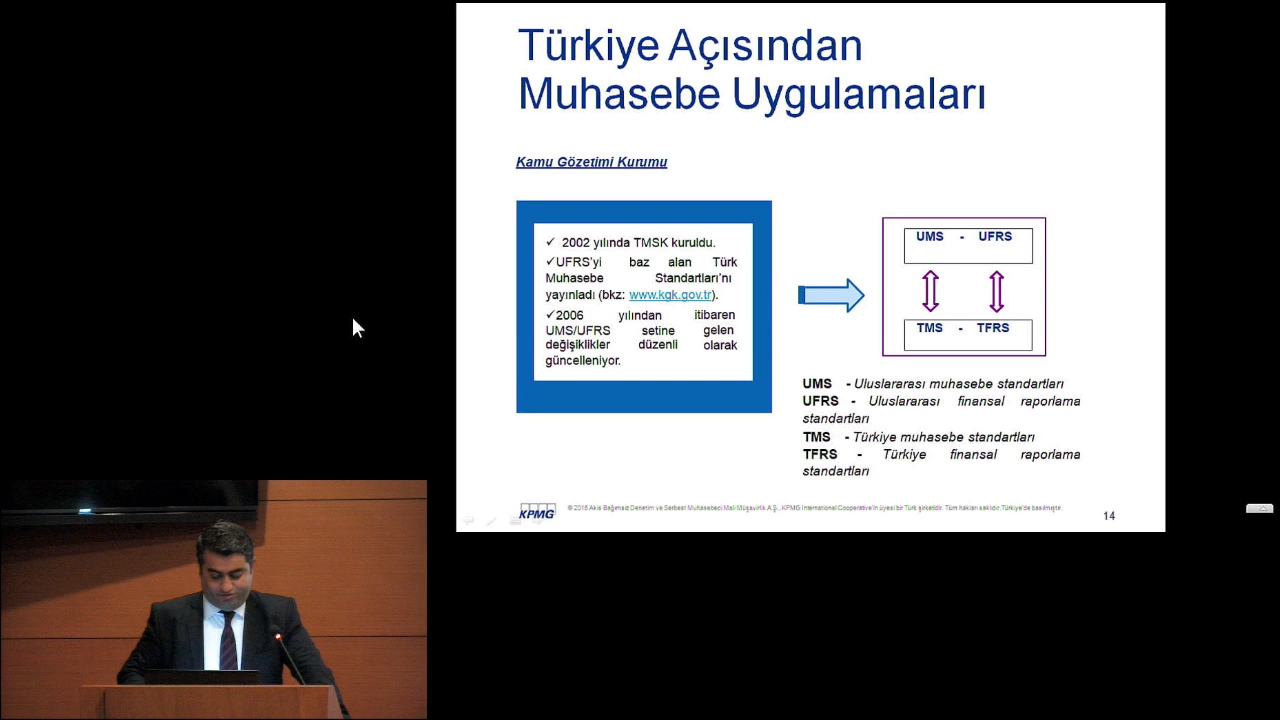 Türkiye Açısından
Muhasebe Uygulamaları
Kamu Gözetimi Kurumu
✓ 2002 yılında TMSK kuruldu.
✓UFRS'yi baz alan Türk
Muhasebe Standartları'nı
yayınladı (bkz: www.kgk.gov.tr).
✓2006 yılından itibaren
UMS/UFRS setine gelen
değişiklikler düzenli olarak
güncelleniyor.
UMS - UFRS
TMS - TFRS
UMS - Uluslararası muhasebe standartları
UFRS - Uluslararası finansal raporlama
standartları
TMS - Türkiye muhasebe standartları
TFRS - Türkiye finansal raporlama
standartları
KPMG
© 2016 Akis Bağımsız Denetim ve Serbest Muhasebeci Mali Müşavirlik A.Ş., KPMG International Cooperative'in üyesi bir Türk şirketidir. Tüm hakları saklıdır. Türkiye'de basılmıştır.
14